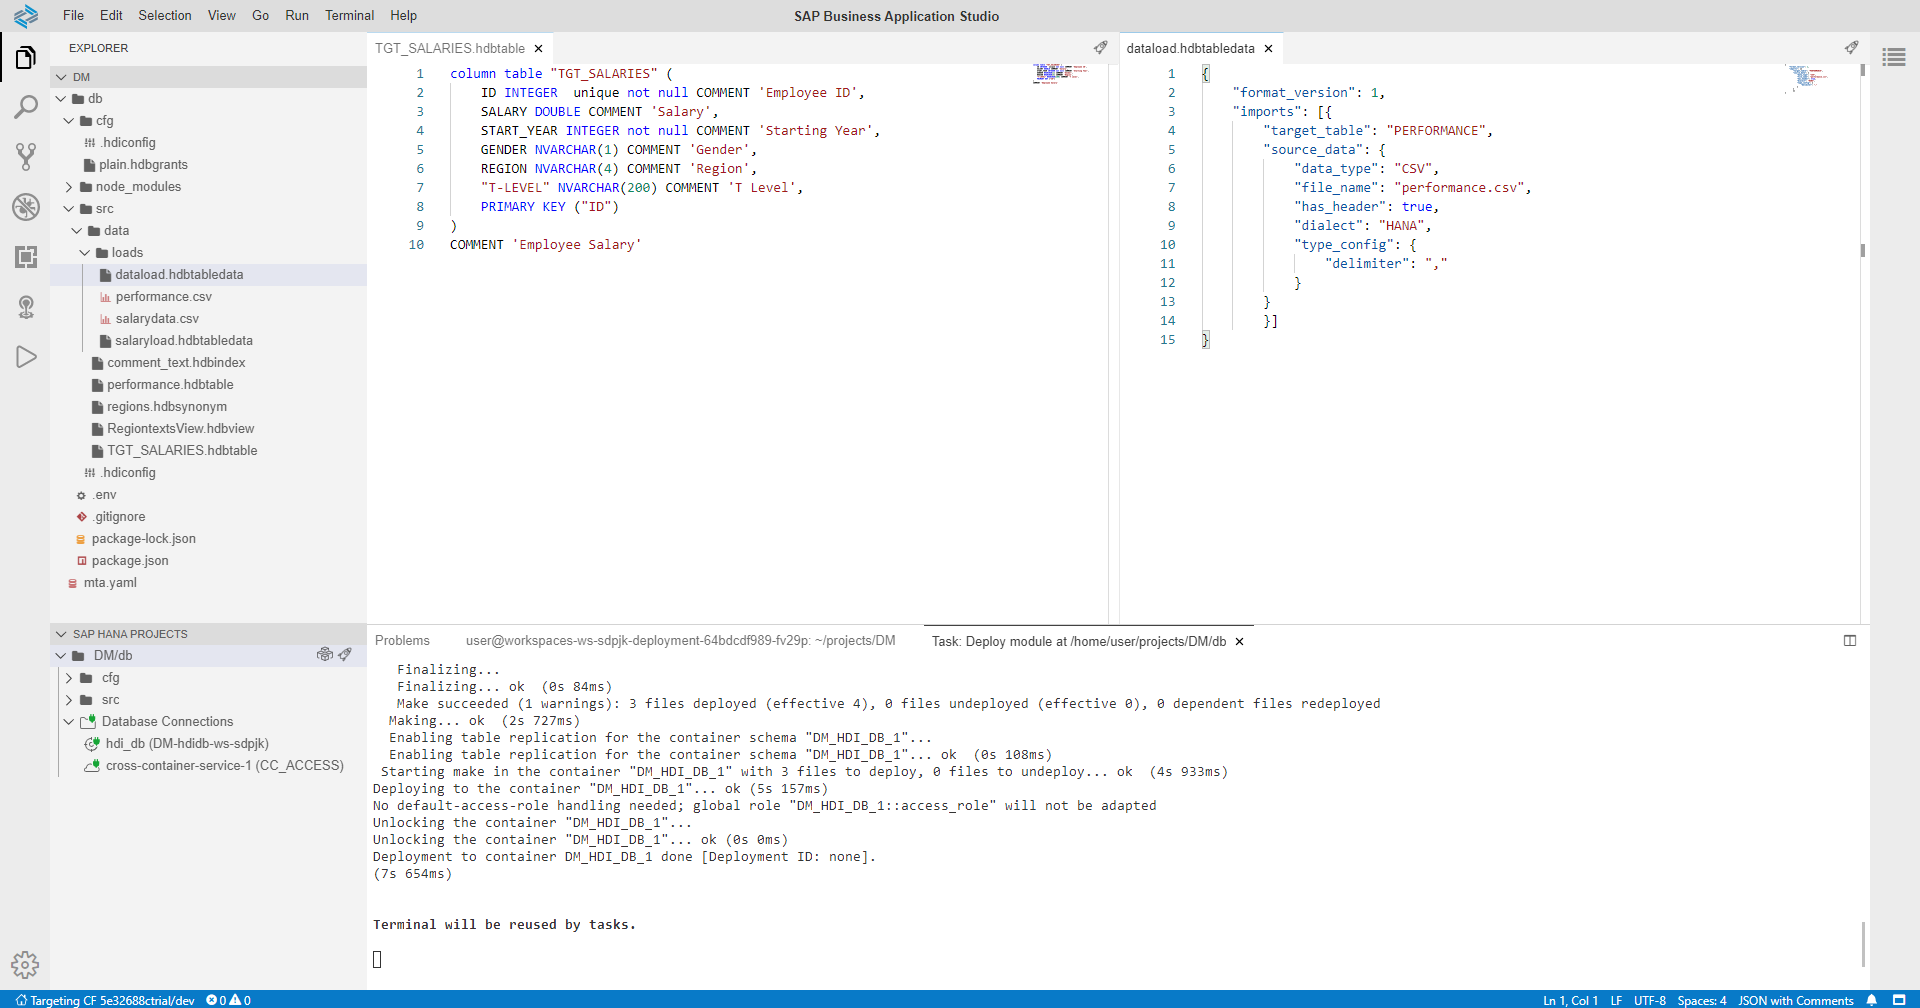 File Edit Selection View Go Run Terminal Help
SAP Business Application Studio
EXPLORER
DM
db
cfg
.hdiconfig
plain.hdbgrants
node_modules
src
data
loads
dataload.hdbtabledata
performance.csv
salarydata.csv
salaryload.hdbtabledata
comment_text.hdbindex
performance.hdbtable
regions.hdbsynonym
RegiontextsView.hdbview
TGT_SALARIES.hdbtable
.hdiconfig
.env
.gitignore
package-lock.json
package.json
mta.yaml
SAP HANA PROJECTS
DM/db
cfg
src
Database Connections
hdi_db (DM-hdidb-ws-sdpjk)
cross-container-service-1 (CC_ACCESS)
TGT_SALARIES.hdbtable
1 column table "TGT_SALARIES" (
2 ID INTEGER  unique not null COMMENT 'Employee ID',
3 SALARY DOUBLE COMMENT 'Salary',
4 START_YEAR INTEGER not null COMMENT 'Starting Year',
5 GENDER NVARCHAR(1) COMMENT 'Gender',
6 REGION NVARCHAR(4) COMMENT 'Region',
7 "T-LEVEL" NVARCHAR(200) COMMENT 'T Level',
8 PRIMARY KEY ("ID")
9 )
10 COMMENT 'Employee Salary'
dataload.hdbtabledata
1 {
2 "format_version": 1,
3 "imports": [{
4 "target_table": "PERFORMANCE",
5 "source_data": {
6 "data_type": "CSV",
7 "file_name": "performance.csv",
8 "has_header": true,
9 "dialect": "HANA",
10 "type_config": {
11 "delimiter": ","
12 }
13 }
14 }]
15 }
Problems user@workspaces-ws-sdpjk-deployment-64bdcdf989-fv29p: ~/projects/DM Task: Deploy module at /home/user/projects/DM/db
Finalizing...
Finalizing... ok  (0s 84ms)
Make succeeded (1 warnings): 3 files deployed (effective 4), 0 files undeployed (effective 0), 0 dependent files redeployed
Making... ok  (2s 727ms)
Enabling table replication for the container schema "DM_HDI_DB_1"...
Enabling table replication for the container schema "DM_HDI_DB_1"... ok  (0s 108ms)
Starting make in the container "DM_HDI_DB_1" with 3 files to deploy, 0 files to undeploy... ok  (4s 933ms)
Deploying to the container "DM_HDI_DB_1"... ok (5s 157ms)
No default-access-role handling needed; global role "DM_HDI_DB_1::access_role" will not be adapted
Unlocking the container "DM_HDI_DB_1"...
Unlocking the container "DM_HDI_DB_1"... ok (0s 0ms)
Deployment to container DM_HDI_DB_1 done [Deployment ID: none].
(7s 654ms)
Terminal will be reused by tasks.
Targeting CF 5e32688ctrial/dev 0 0
Ln 1, Col 1 LF UTF-8 Spaces: 4 JSON with Comments